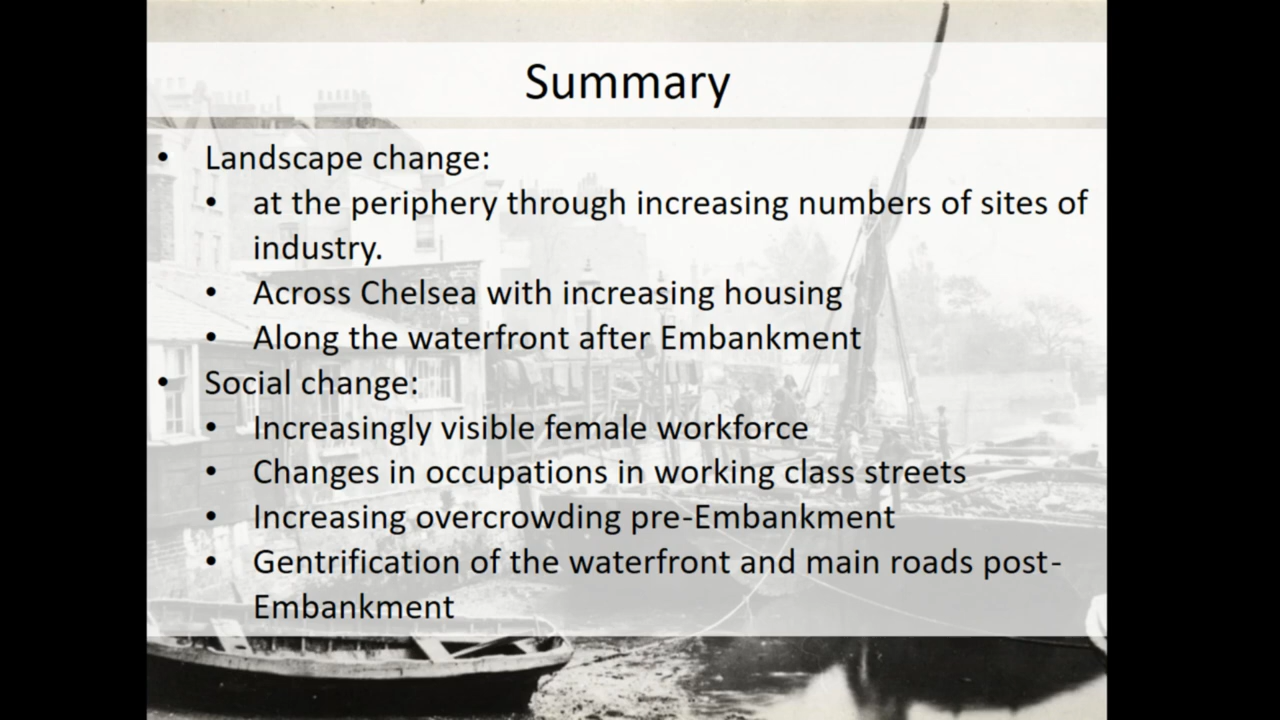 Summary
• Landscape change:
• at the periphery through increasing numbers of sites of
industry.
• Across Chelsea with increasing housing
• Along the waterfront after Embankment
• Social change:
• Increasingly visible female workforce
• Changes in occupations in working class streets
• Increasing overcrowding pre-Embankment
• Gentrification of the waterfront and main roads post-
Embankment